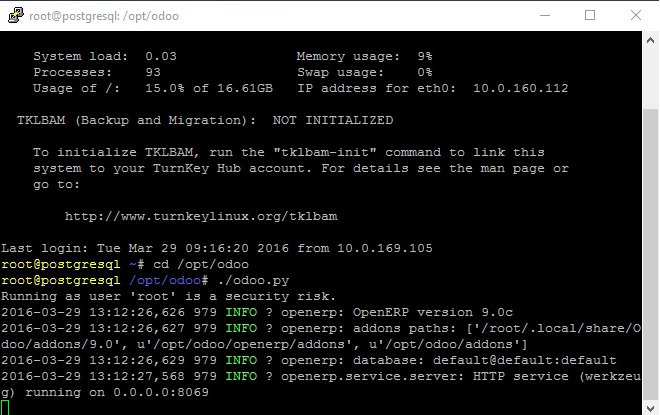 root@postgresql: /opt/odoo
System load: 0.03 Memory usage: 9%
Processes: 93 Swap usage: 0%
Usage of /: 15.0% of 16.61GB IP address for eth0: 10.0.160.112
TKLBAM (Backup and Migration): NOT INITIALIZED
To initialize TKLBAM, run the "tklbam-init" command to link this
system to your TurnKey Hub account. For details see the man page or
go to:
http://www.turnkeylinux.org/tklbam
Last login: Tue Mar 29 09:16:20 2016 from 10.0.169.105
root@postgresql ~# cd /opt/odoo
root@postgresql /opt/odoo# ./odoo.py
Running as user 'root' is a security risk.
2016-03-29 13:12:26,626 979 INFO ? openerp: OpenERP version 9.0c
2016-03-29 13:12:26,627 979 INFO ? openerp: addons paths: ['/root/.local/share/O
doo/addons/9.0', u'/opt/odoo/openerp/addons', u'/opt/odoo/addons']
2016-03-29 13:12:26,629 979 INFO ? openerp: database: default@default:default
2016-03-29 13:12:27,568 979 INFO ? openerp.service.server: HTTP service (werkzeu
g) running on 0.0.0.0:8069